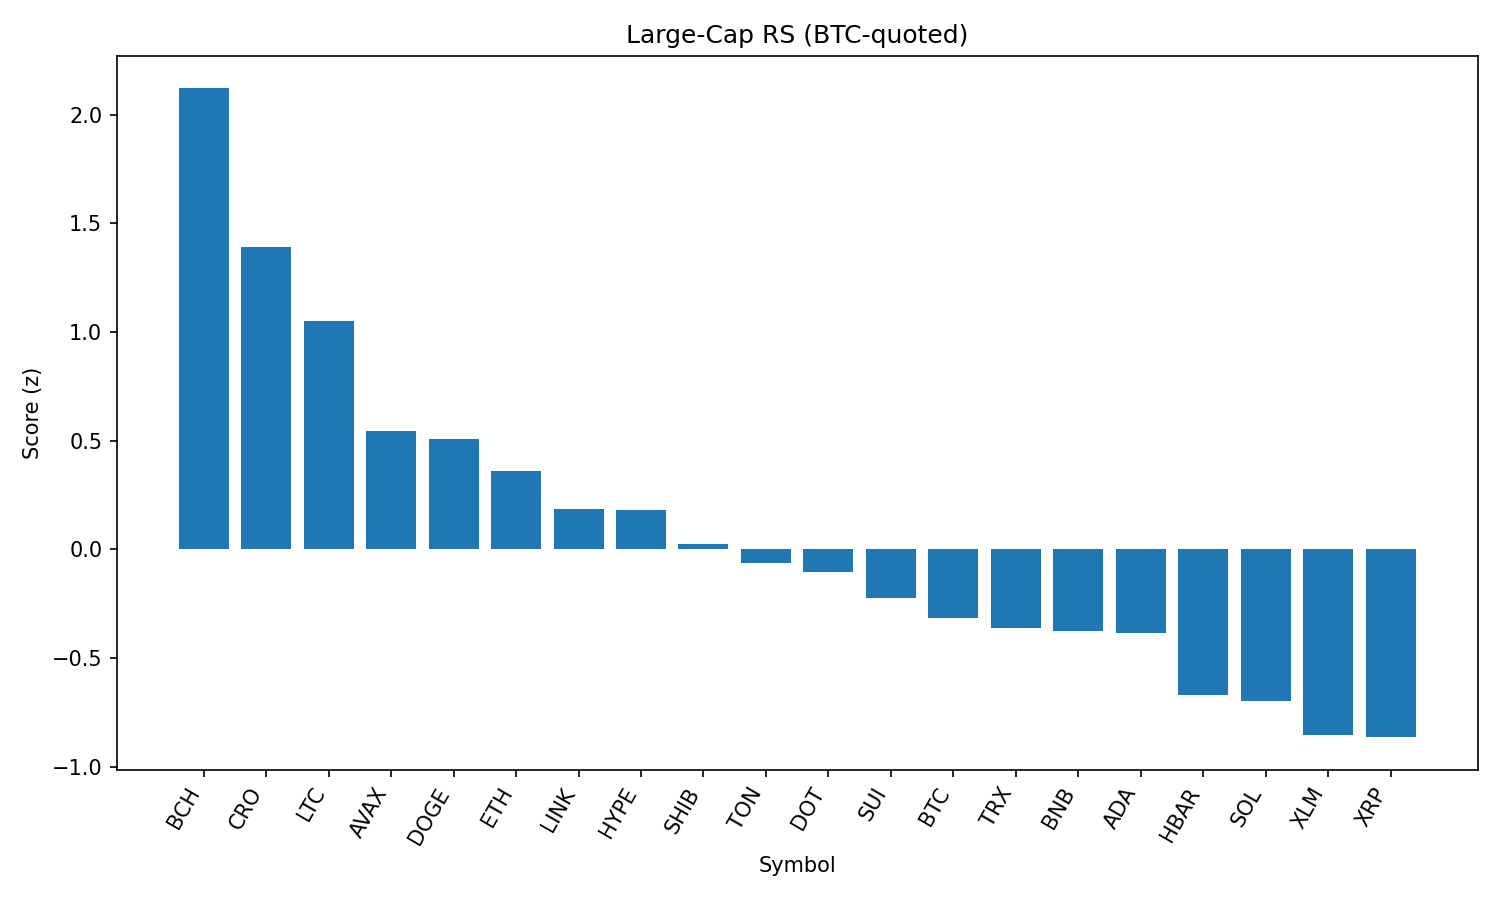 Large-Cap RS (BTC-quoted)
Score (z)
2.0
1.5
1.0
0.5
0.0
−0.5
−1.0
BCH
CRO
LTC
AVAX
DOGE
ETH
LINK
HYPE
SHIB
TON
DOT
SUI
BTC
TRX
BNB
ADA
HBAR
SOL
XLM
XRP
Symbol